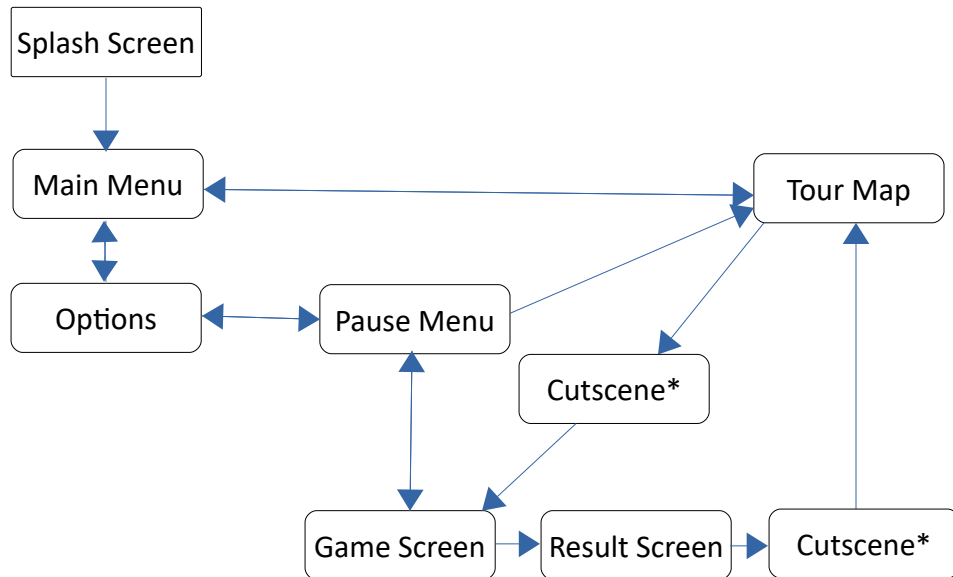 Splash Screen
Main Menu
Tour Map
Options
Pause Menu
Cutscene*
Game Screen
Result Screen
Cutscene*